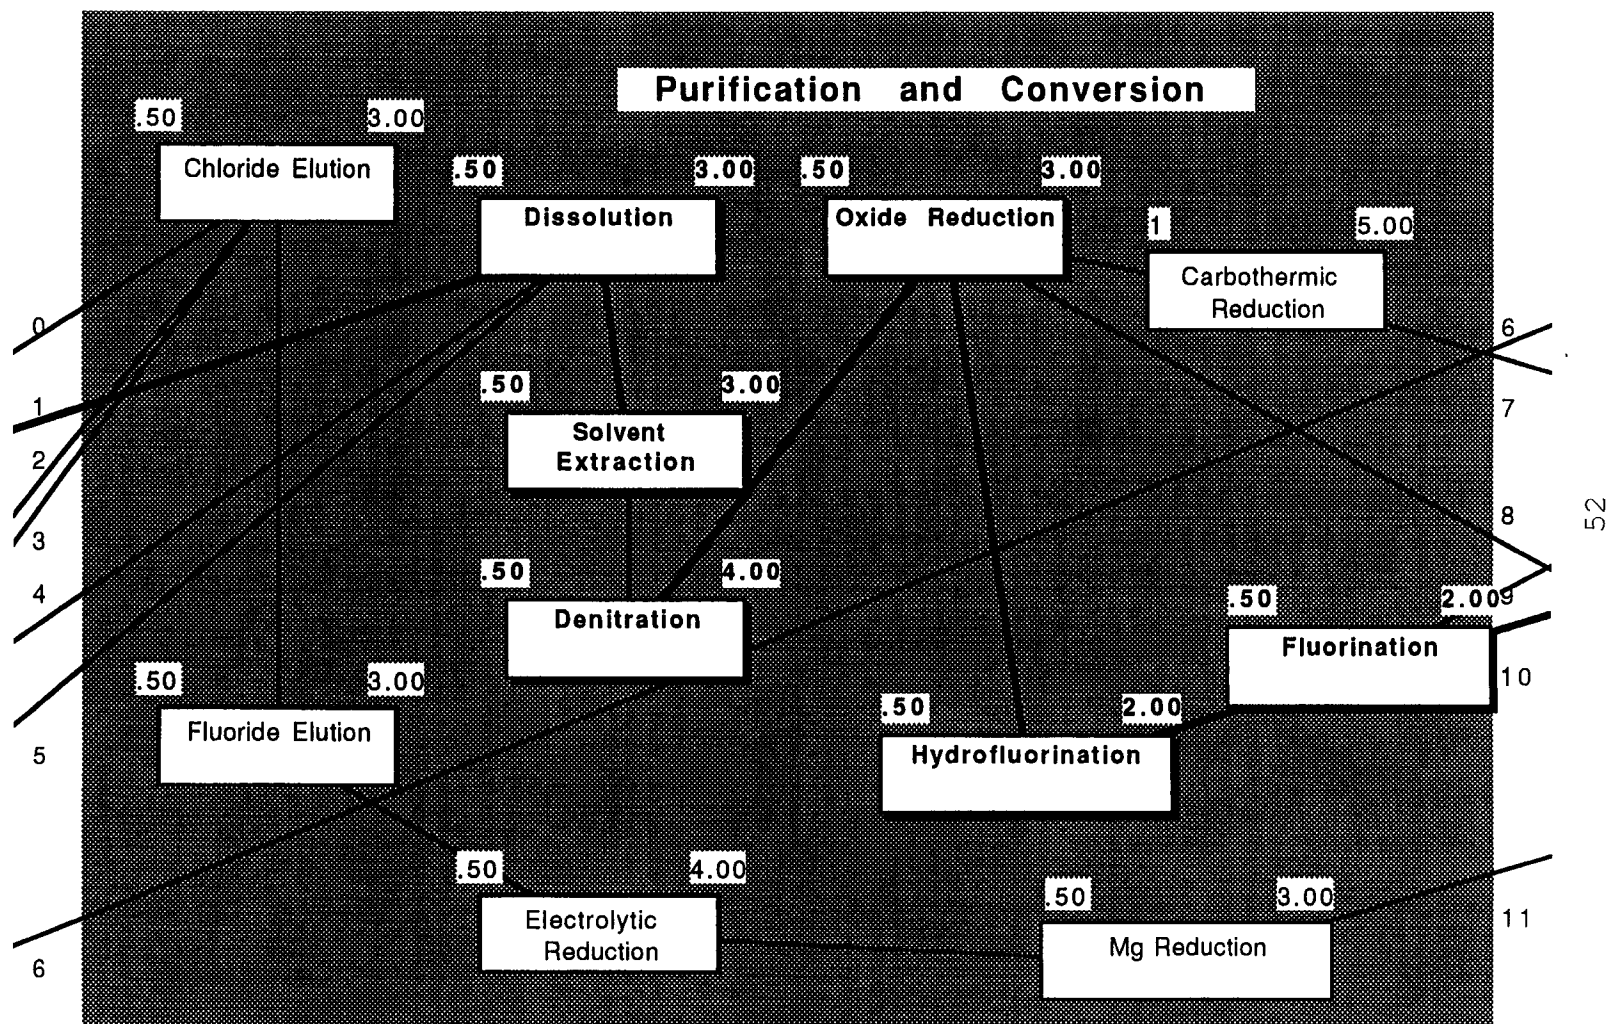 Purification and Conversion
.50 3.00
Chloride Elution
.50 3.00
Dissolution
.50 3.00
Oxide Reduction
1 5.00
Carbothermic
Reduction
0
1
2
3
4
5
6
6
7
8
9
10
11
.50 3.00
Solvent
Extraction
.50 4.00
Denitration
.50 2.00
Fluorination
.50 3.00
Fluoride Elution
.50 2.00
Hydrofluorination
.50 4.00
Electrolytic
Reduction
.50 3.00
Mg Reduction
52